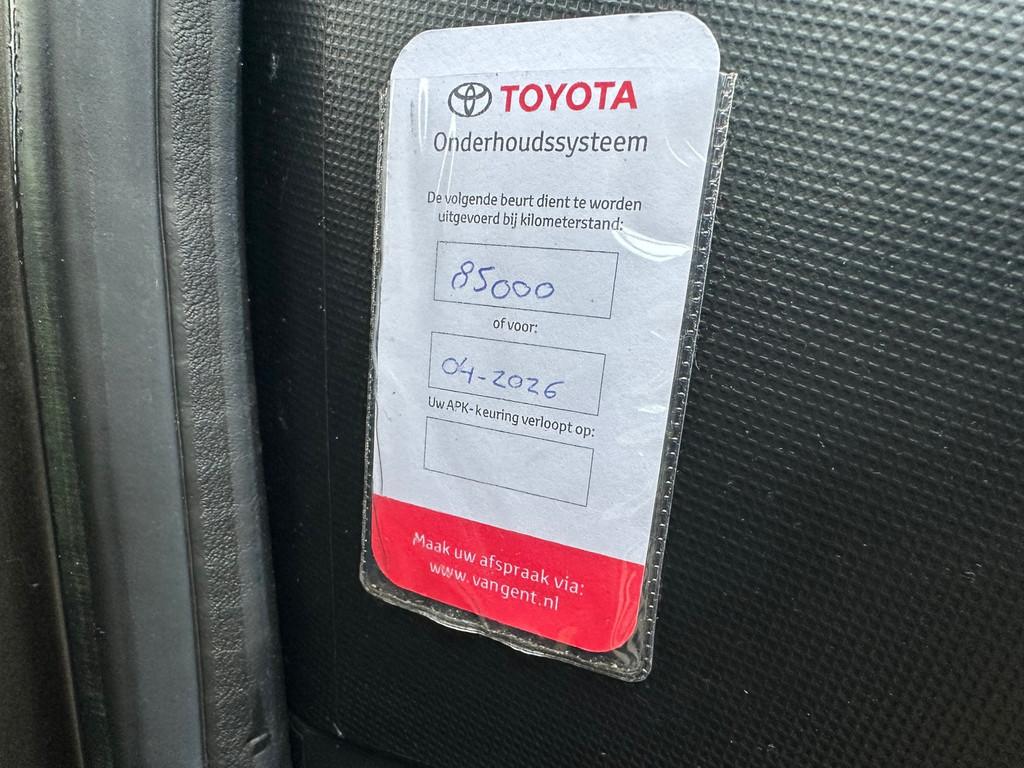 TOYOTA
Onderhoudssysteem
De volgende beurt dient te worden
uitgevoerd bij kilometerstand:
85000
of voor:
04-2026
Uw APK-keuring verloopt op:
Maak uw afspraak via:
www.vangent.nl